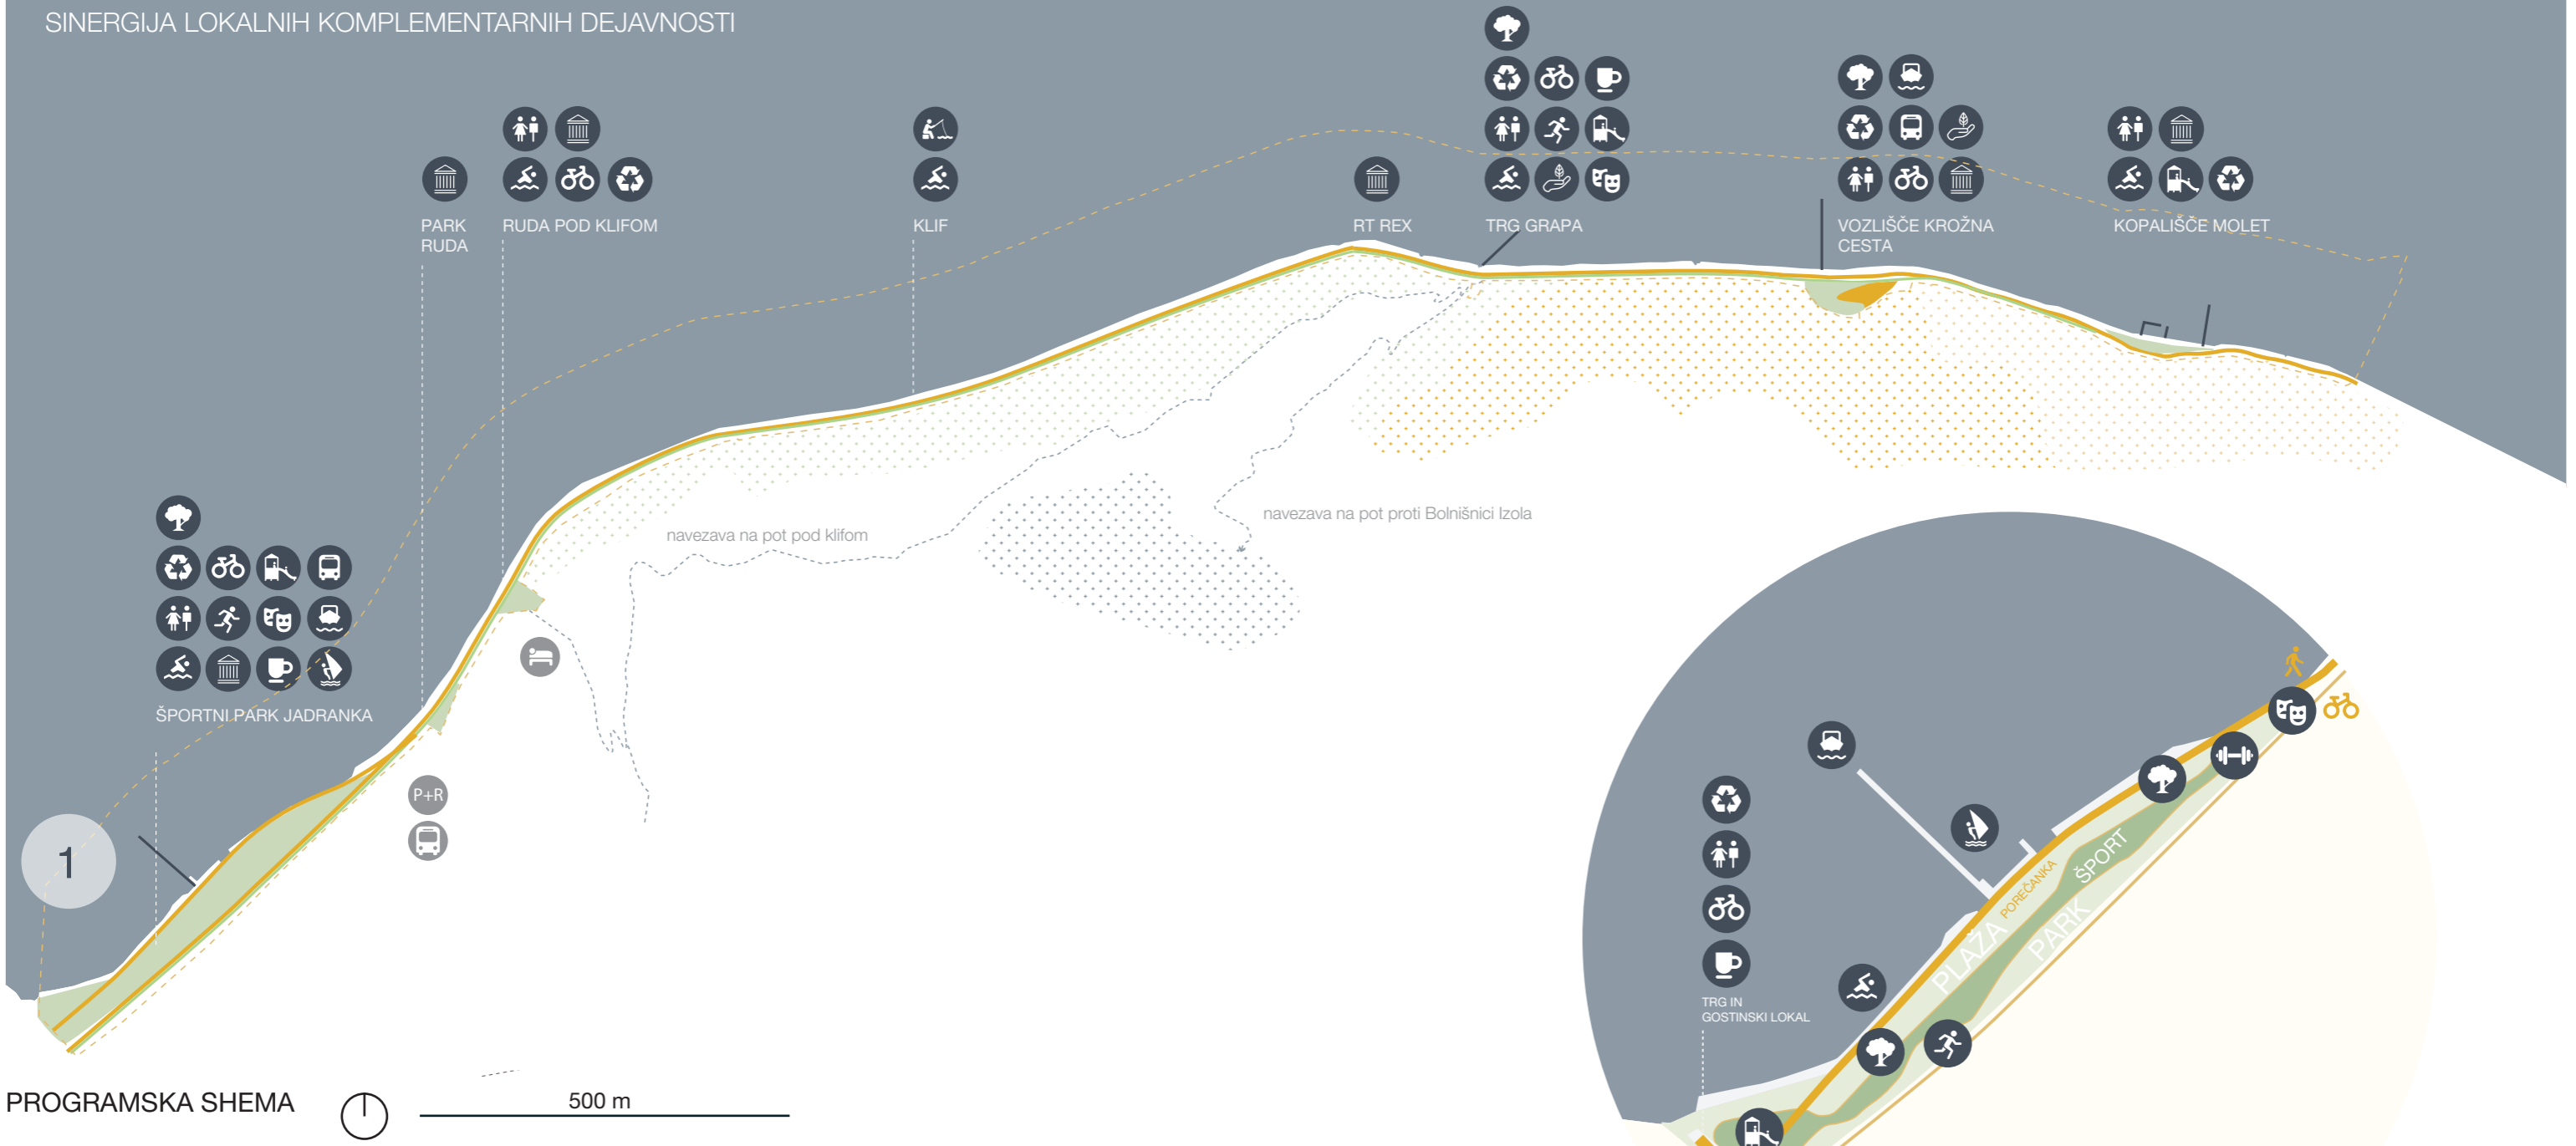 SINERGIJA LOKALNIH KOMPLEMENTARNIH DEJAVNOSTI
PARK
RUDA
RUDA POD KLIFOM
KLIF
RT REX
TRG GRAPA
VOZLIŠČE KROŽNA
CESTA
KOPALIŠČE MOLET
navezava na pot pod klifom
navezava na pot proti Bolnišnici Izola
ŠPORTNI PARK JADRANKA
P+R
1
PLAŽA
POREČANKA
ŠPORT
PARK
TRG IN
GOSTINSKI LOKAL
PROGRAMSKA SHEMA
500 m